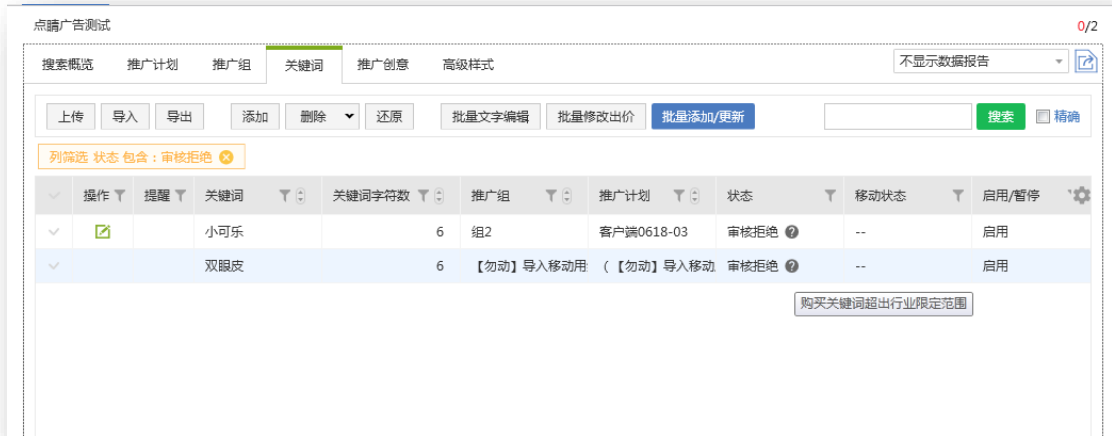 点睛广告测试 0/2
搜索概览 推广计划 推广组 关键词 推广创意 高级样式 不显示数据报告
上传 导入 导出 添加 删除 还原 批量文字编辑 批量修改出价 批量添加/更新 搜索 精确
列筛选 状态 包含：审核拒绝
操作 提醒 关键词 关键词字符数 推广组 推广计划 状态 移动状态 启用/暂停
小可乐 6 组2 客户端0618-03 审核拒绝 -- 启用
双眼皮 6 【勿动】导入移动用 (【勿动】导入移动 审核拒绝 -- 启用
购买关键词超出行业限定范围